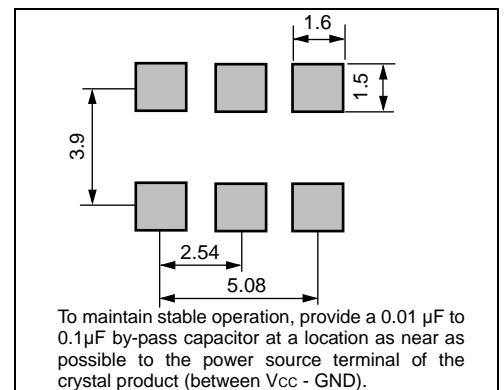 1.6
1.5
3.9
2.54
5.08
To maintain stable operation, provide a 0.01 µF to
0.1µF by-pass capacitor at a location as near as
possible to the power source terminal of the
crystal product (between Vcc - GND).